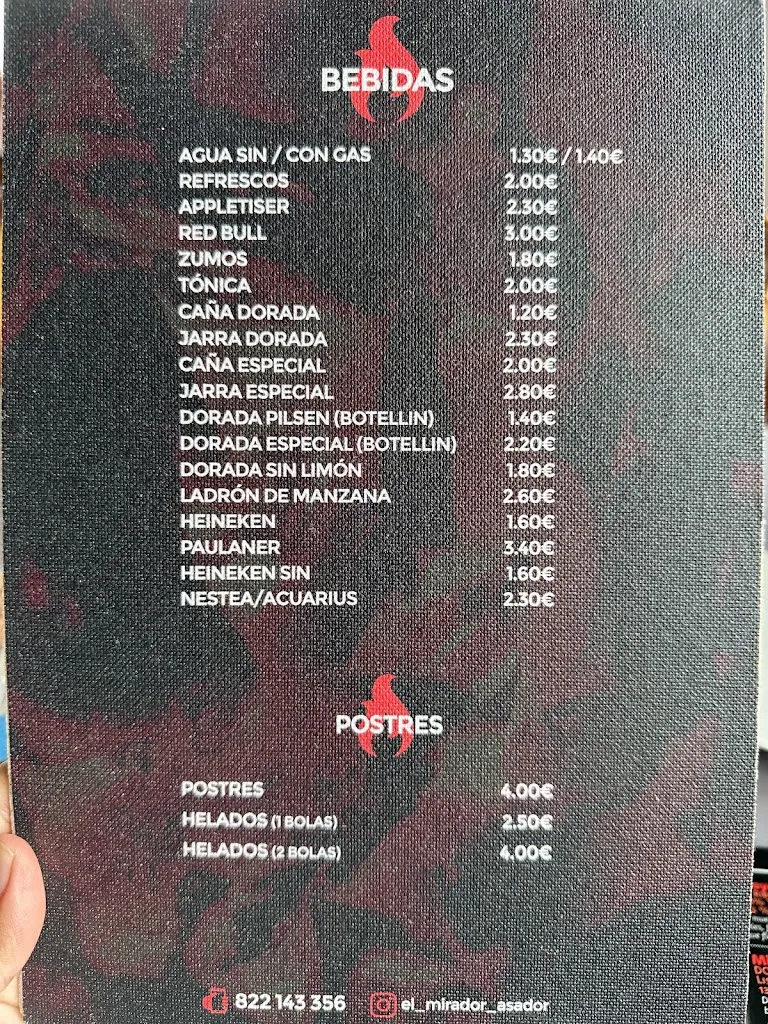 BEBIDAS
AGUA SIN / CON GAS 1.30€ / 1.40€
REFRESCOS 2.00€
APPLETISER 2.30€
RED BULL 3.00€
ZUMOS 1.80€
TÓNICA 2.00€
CAÑA DORADA 1.20€
JARRA DORADA 2.30€
CAÑA ESPECIAL 2.00€
JARRA ESPECIAL 2.80€
DORADA PILSEN (BOTELLIN) 1.40€
DORADA ESPECIAL (BOTELLIN) 2.20€
DORADA SIN LIMÓN 1.80€
LADRÓN DE MANZANA 2.60€
HEINEKEN 1.60€
PAULANER 3.40€
HEINEKEN SIN 1.60€
NESTEA/ACUARIUS 2.30€
POSTRES
POSTRES 4.00€
HELADOS (1 BOLAS) 2.50€
HELADOS (2 BOLAS) 4.00€
822 143 356 el_mirador_asador